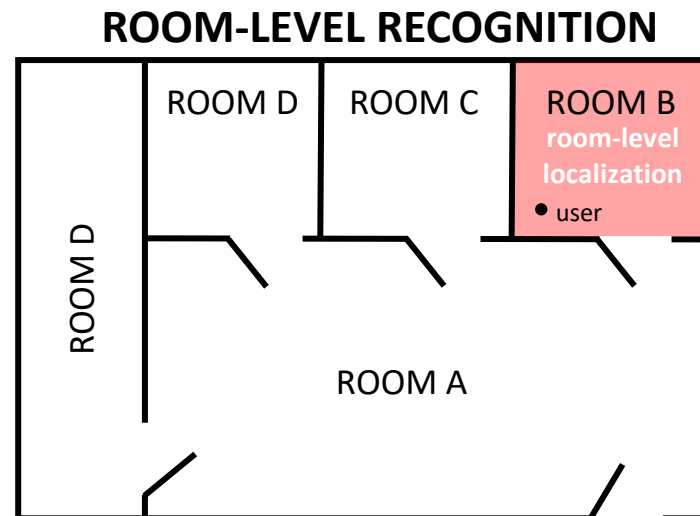 ROOM-LEVEL RECOGNITION
ROOM D
ROOM C
ROOM B
room-level
localization
user
ROOM D
ROOM A